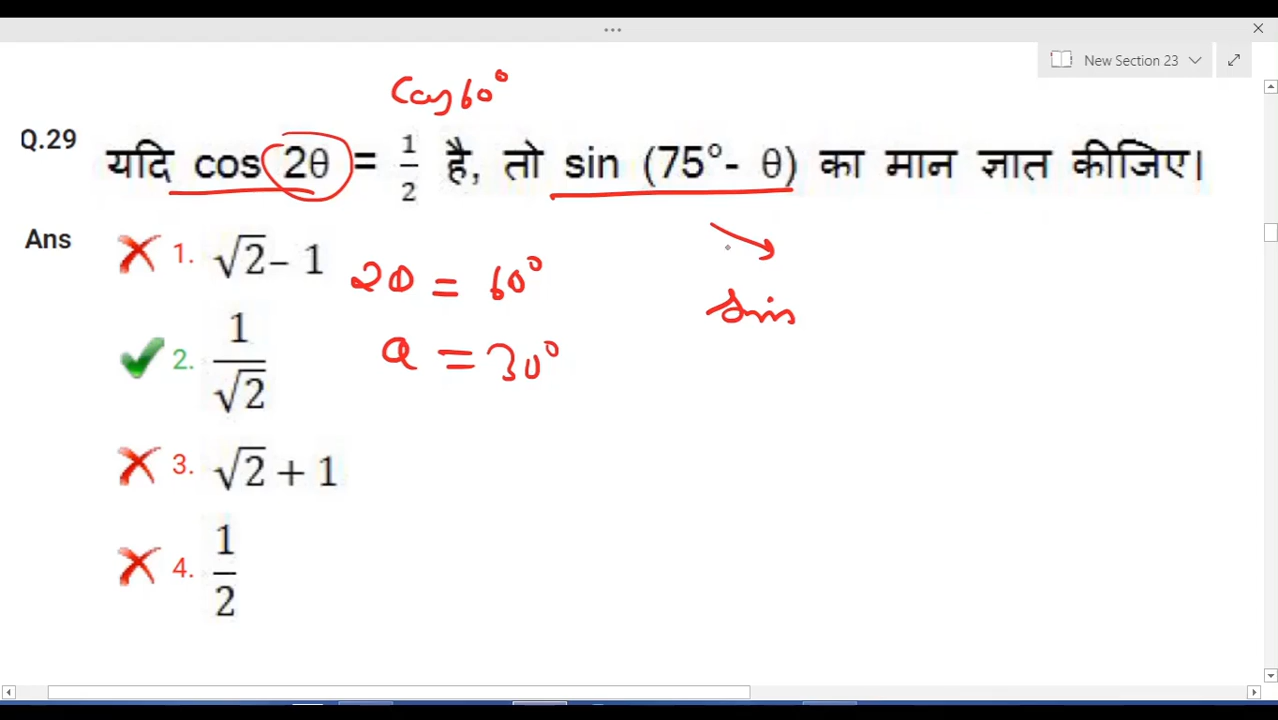 ...
New Section 23
Cos 60°
Q.29 यदि cos 2θ = 1/2 है, तो sin (75°- θ) का मान ज्ञात कीजिए।
Ans
1. √2 – 1
2θ = 60°
sin
2. 1/√2
θ = 30°
3. √2 + 1
4. 1/2